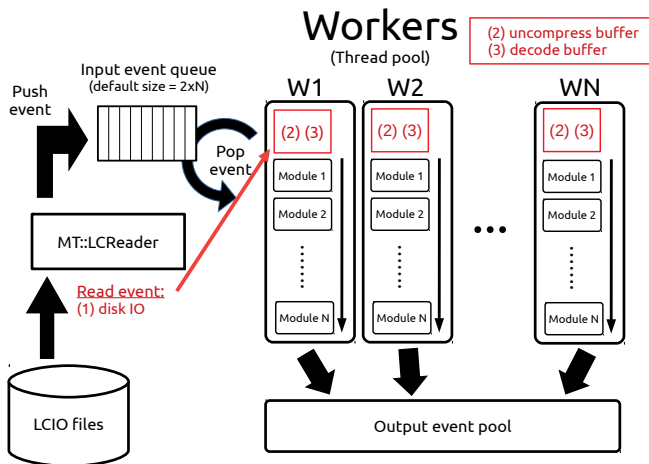 Workers
(Thread pool)
(2) uncompress buffer
(3) decode buffer
Input event queue
(default size = 2xN)
Push
event
Pop
event
W1
W2
WN
(2) (3)
(2) (3)
(2) (3)
Module 1
Module 1
Module 1
Module 2
Module 2
Module 2
......
......
......
...
Module N
Module N
Module N
MT::LCReader
Read event:
(1) disk IO
LCIO files
Output event pool